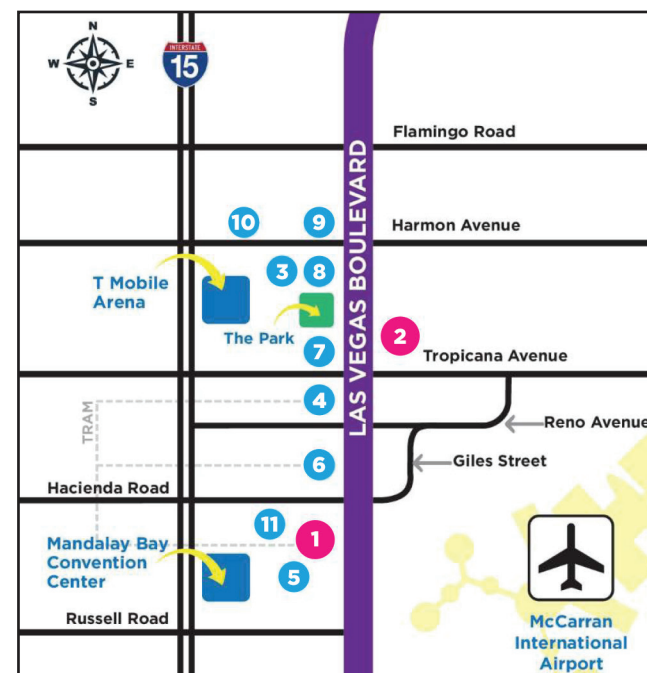 N
W E
S
INTERSTATE
15
Flamingo Road
LAS VEGAS BOULEVARD
10
9
Harmon Avenue
3
8
T Mobile
Arena
The Park
2
7
Tropicana Avenue
4
TRAM
Reno Avenue
6
Giles Street
Hacienda Road
11
1
Mandalay Bay
Convention
Center
5
Russell Road
McCarran
International
Airport